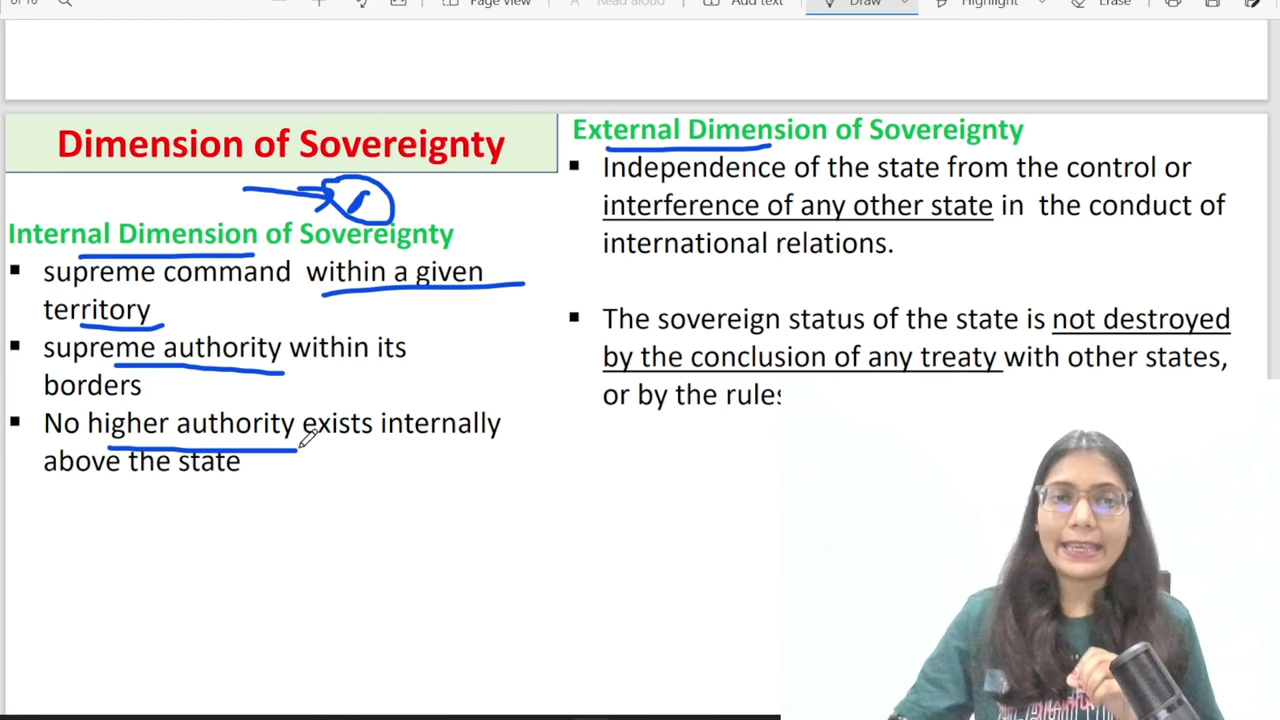 Page view
Read aloud
Add text
Draw
Highlight
Erase
Dimension of Sovereignty
Internal Dimension of Sovereignty
▪ supreme command within a given
territory
▪ supreme authority within its
borders
▪ No higher authority exists internally
above the state
External Dimension of Sovereignty
▪ Independence of the state from the control or
interference of any other state in the conduct of
international relations.
▪ The sovereign status of the state is not destroyed
by the conclusion of any treaty with other states,
or by the rules